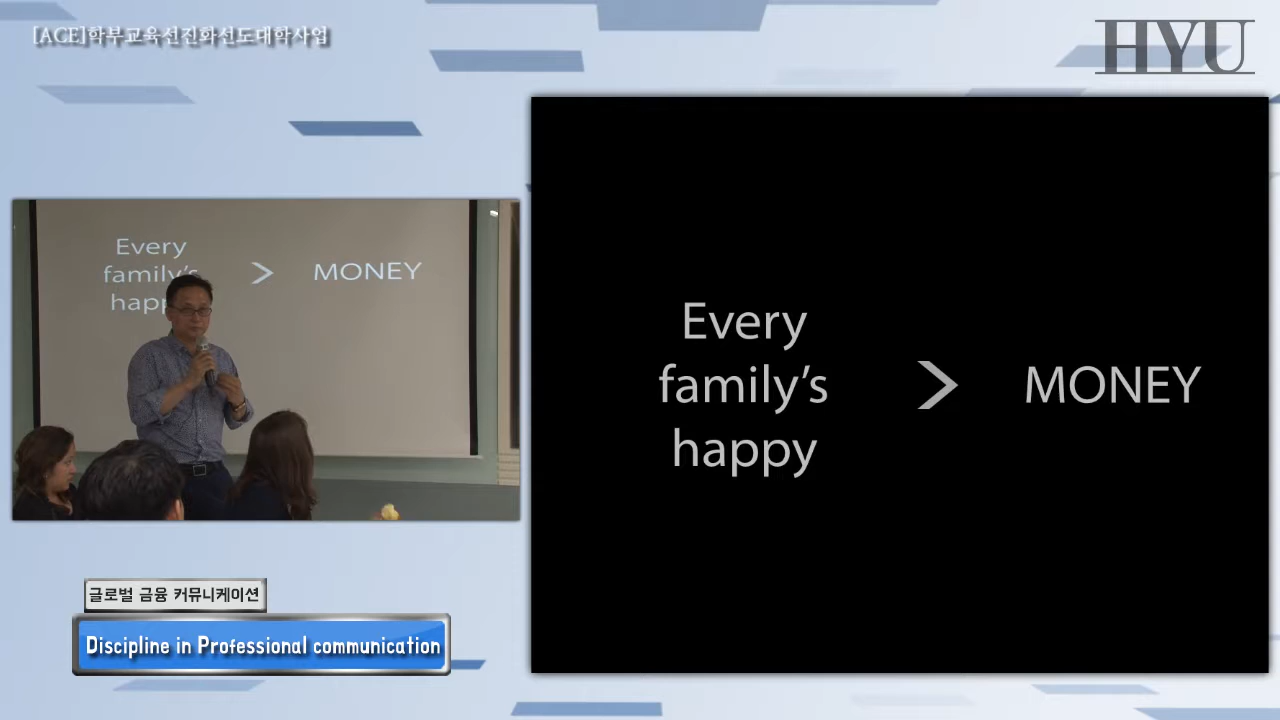 [ACE]학부교육선진화선도대학사업
HYU
Every
family's
happ
>
MONEY
Every
family’s
happy
>
MONEY
글로벌 금융 커뮤니케이션
Discipline in Professional communication